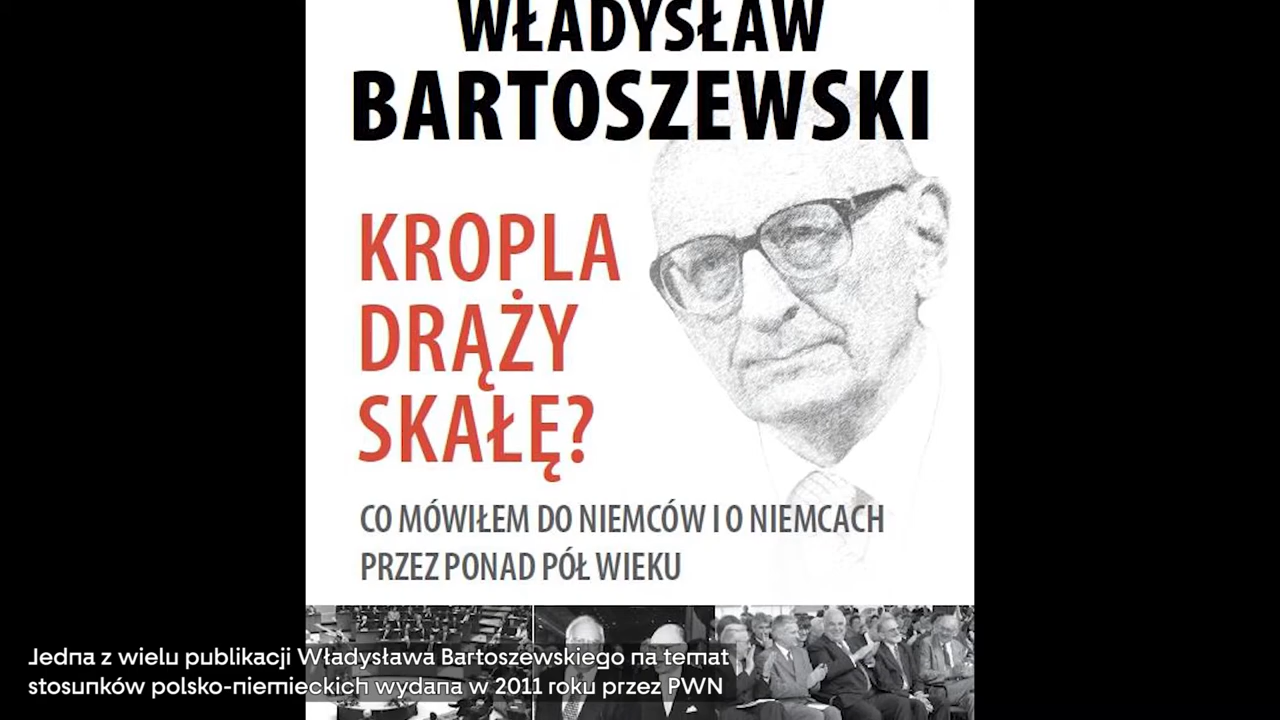 WŁADYSŁAW
BARTOSZEWSKI
KROPLA
DRĄŻY
SKAŁĘ?
CO MÓWIŁEM DO NIEMCÓW I O NIEMCACH
PRZEZ PONAD PÓŁ WIEKU
Jedna z wielu publikacji Władysława Bartoszewskiego na temat
stosunków polsko-niemieckich wydana w 2011 roku przez PWN